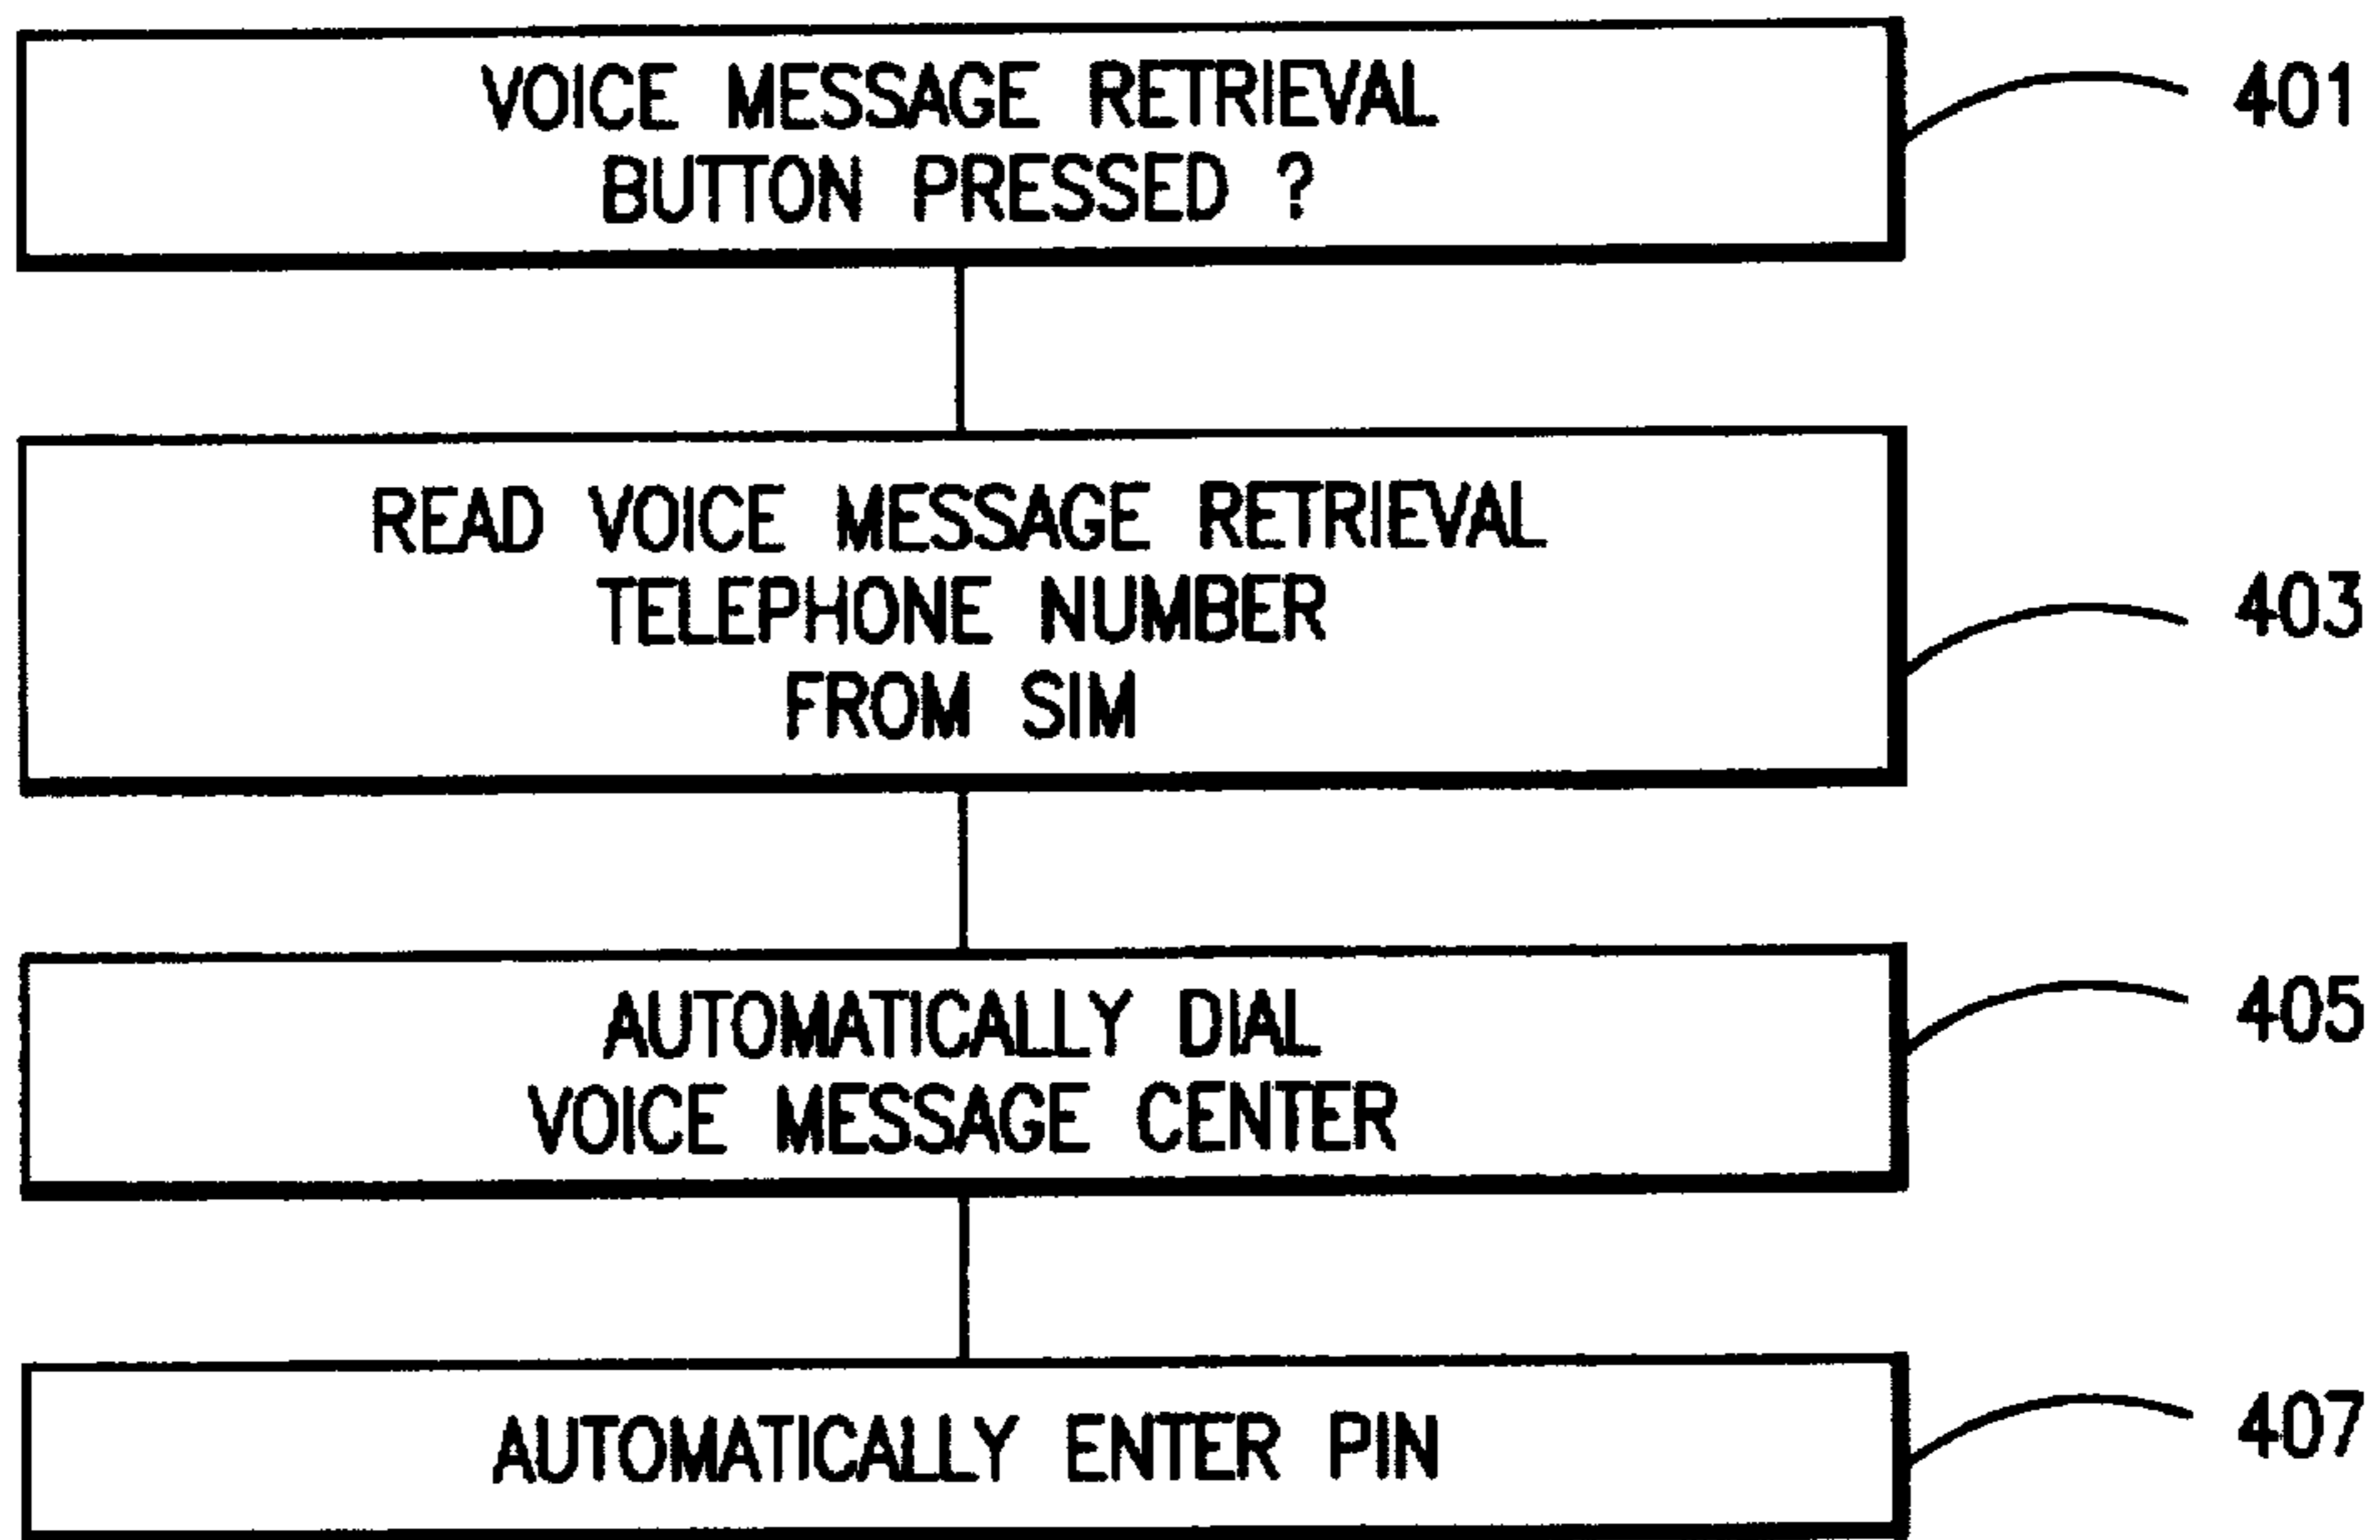 VOICE MESSAGE RETRIEVAL
BUTTON PRESSED ?
401
READ VOICE MESSAGE RETRIEVAL
TELEPHONE NUMBER
FROM SIM
403
AUTOMATICALLY DIAL
VOICE MESSAGE CENTER
405
AUTOMATICALLY ENTER PIN
407